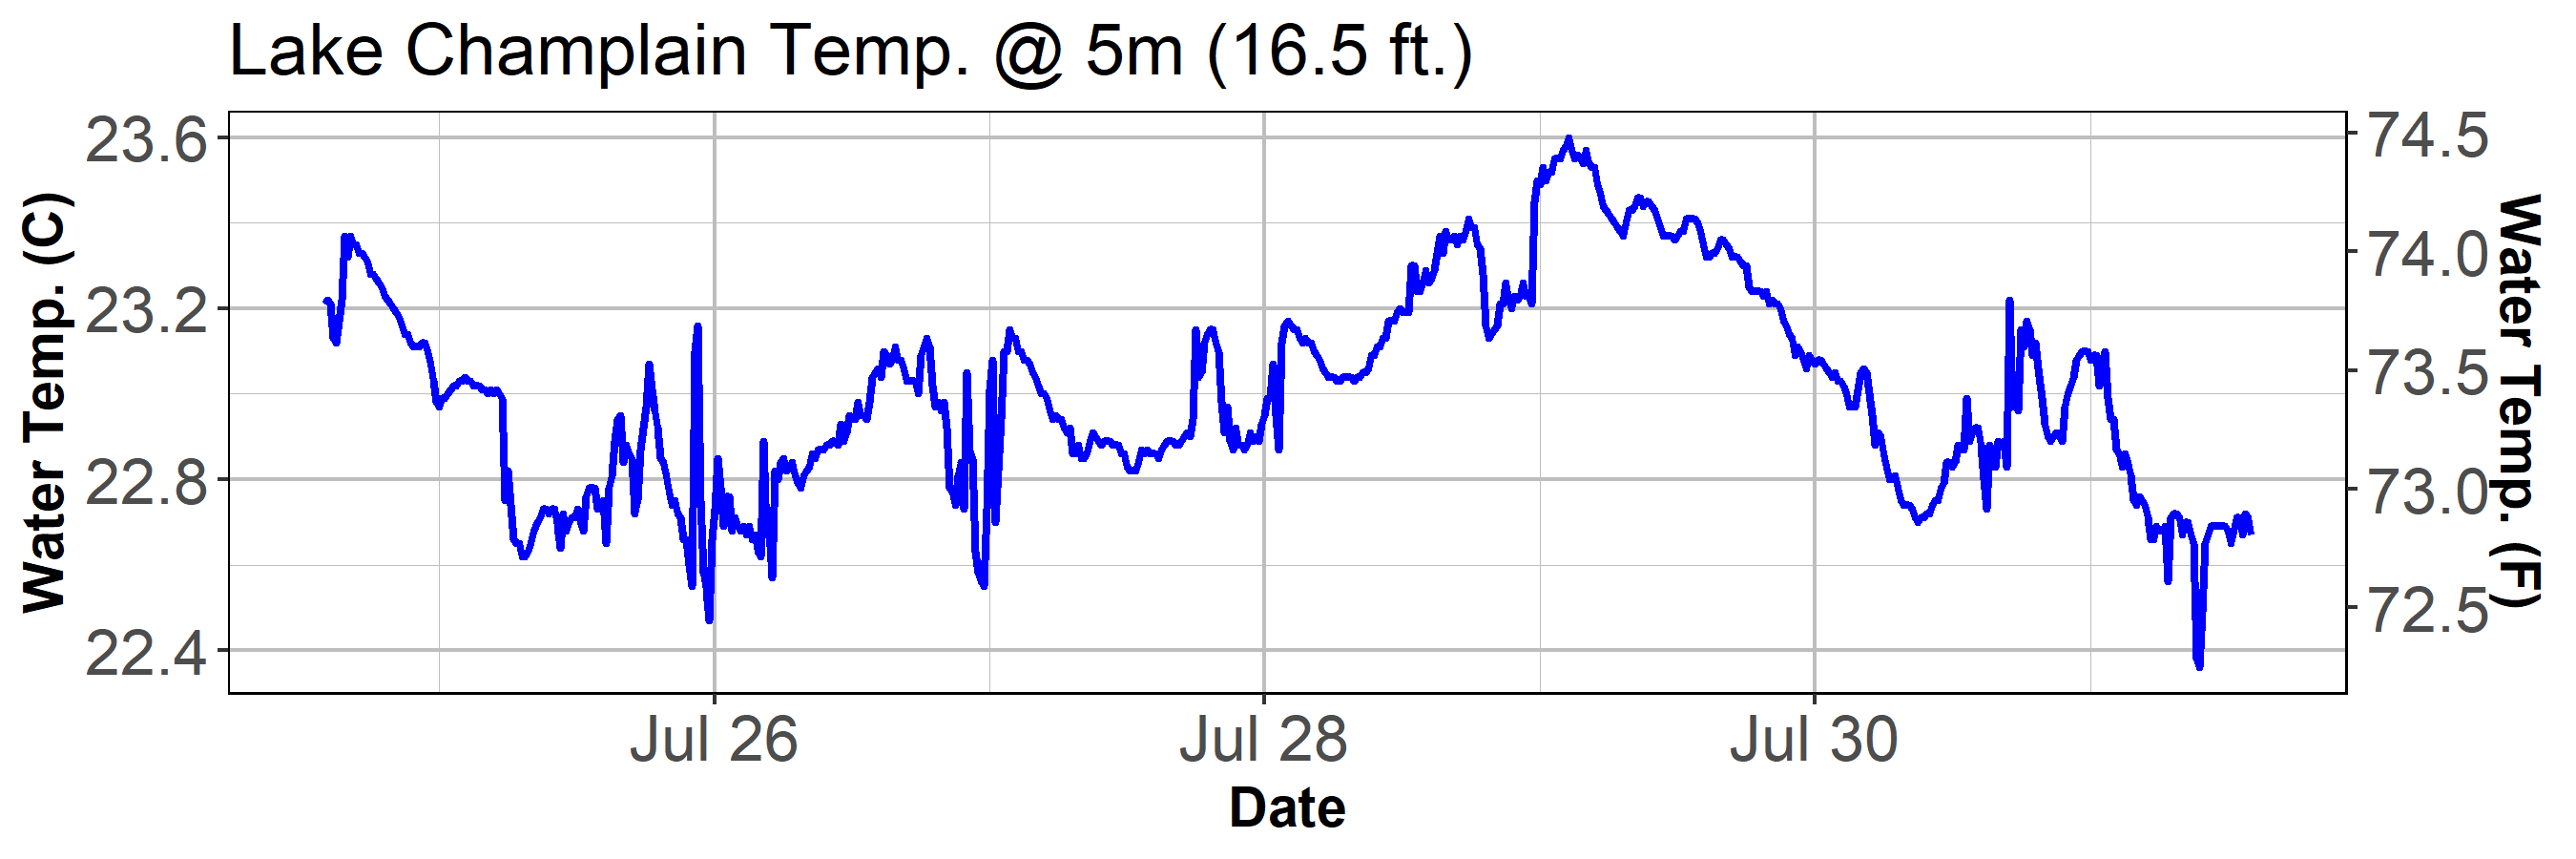 Lake Champlain Temp. @ 5m (16.5 ft.)
Water Temp. (C)
23.6
23.2
22.8
22.4
74.5
74.0
73.5
73.0
72.5
Water Temp. (F)
Jul 26
Jul 28
Jul 30
Date